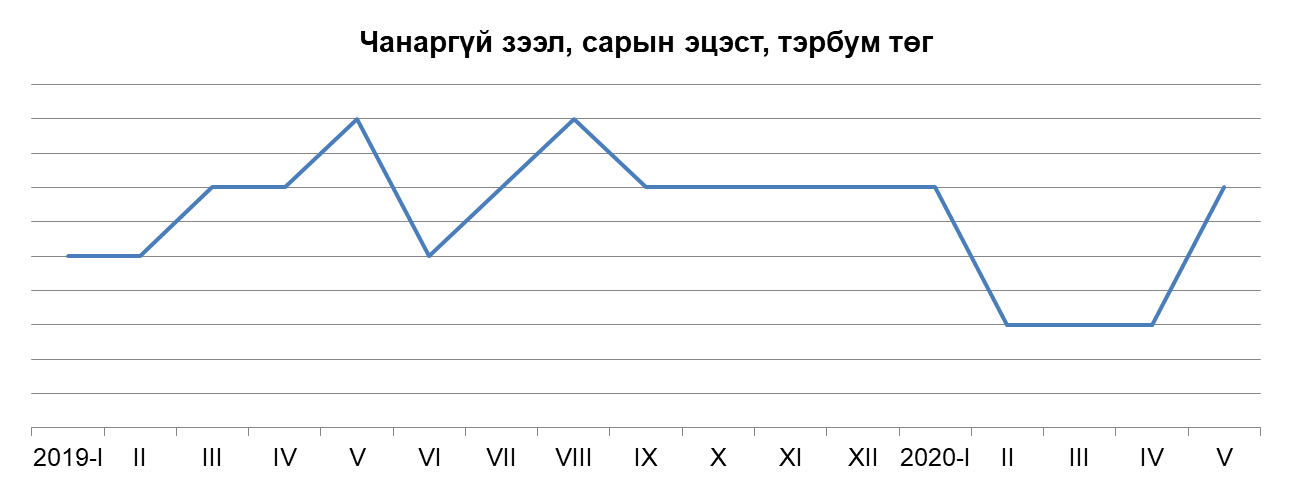 Чанаргүй зээл, сарын эцэст, тэрбум төг
2019-I II III IV V VI VII VIII IX X XI XII 2020-I II III IV V